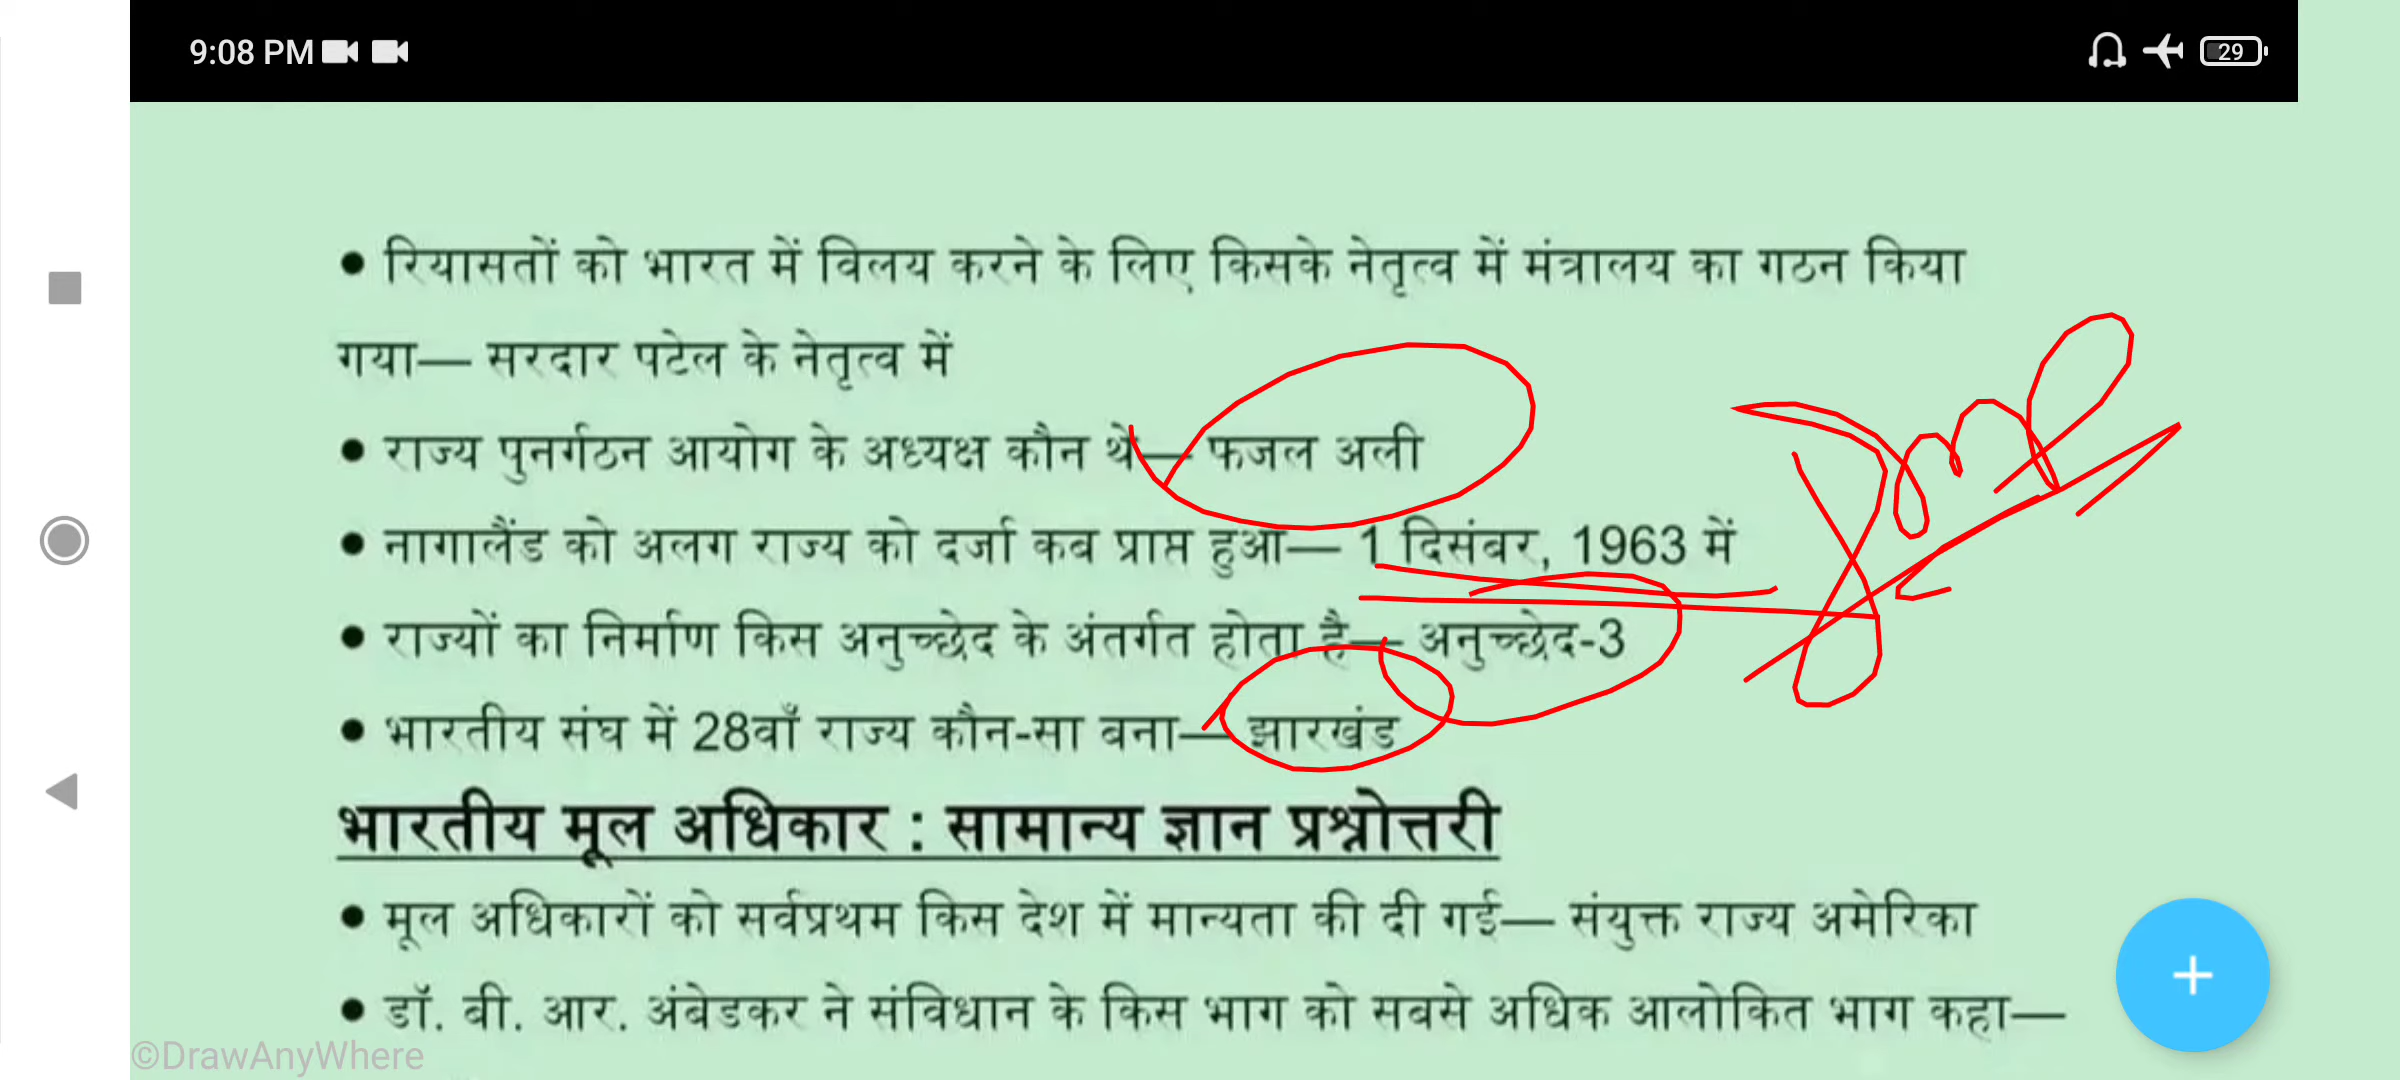 9:08 PM
29
● रियासतों को भारत में विलय करने के लिए किसके नेतृत्व में मंत्रालय का गठन किया
गया— सरदार पटेल के नेतृत्व में
● राज्य पुनर्गठन आयोग के अध्यक्ष कौन थे— फजल अली
● नागालैंड को अलग राज्य को दर्जा कब प्राप्त हुआ— 1 दिसंबर, 1963 में
● राज्यों का निर्माण किस अनुच्छेद के अंतर्गत होता है— अनुच्छेद-3
● भारतीय संघ में 28वाँ राज्य कौन-सा बना— झारखंड
भारतीय मूल अधिकार : सामान्य ज्ञान प्रश्नोत्तरी
● मूल अधिकारों को सर्वप्रथम किस देश में मान्यता की दी गई— संयुक्त राज्य अमेरिका
● डॉ. बी. आर. अंबेडकर ने संविधान के किस भाग को सबसे अधिक आलोकित भाग कहा—
©DrawAnyWhere